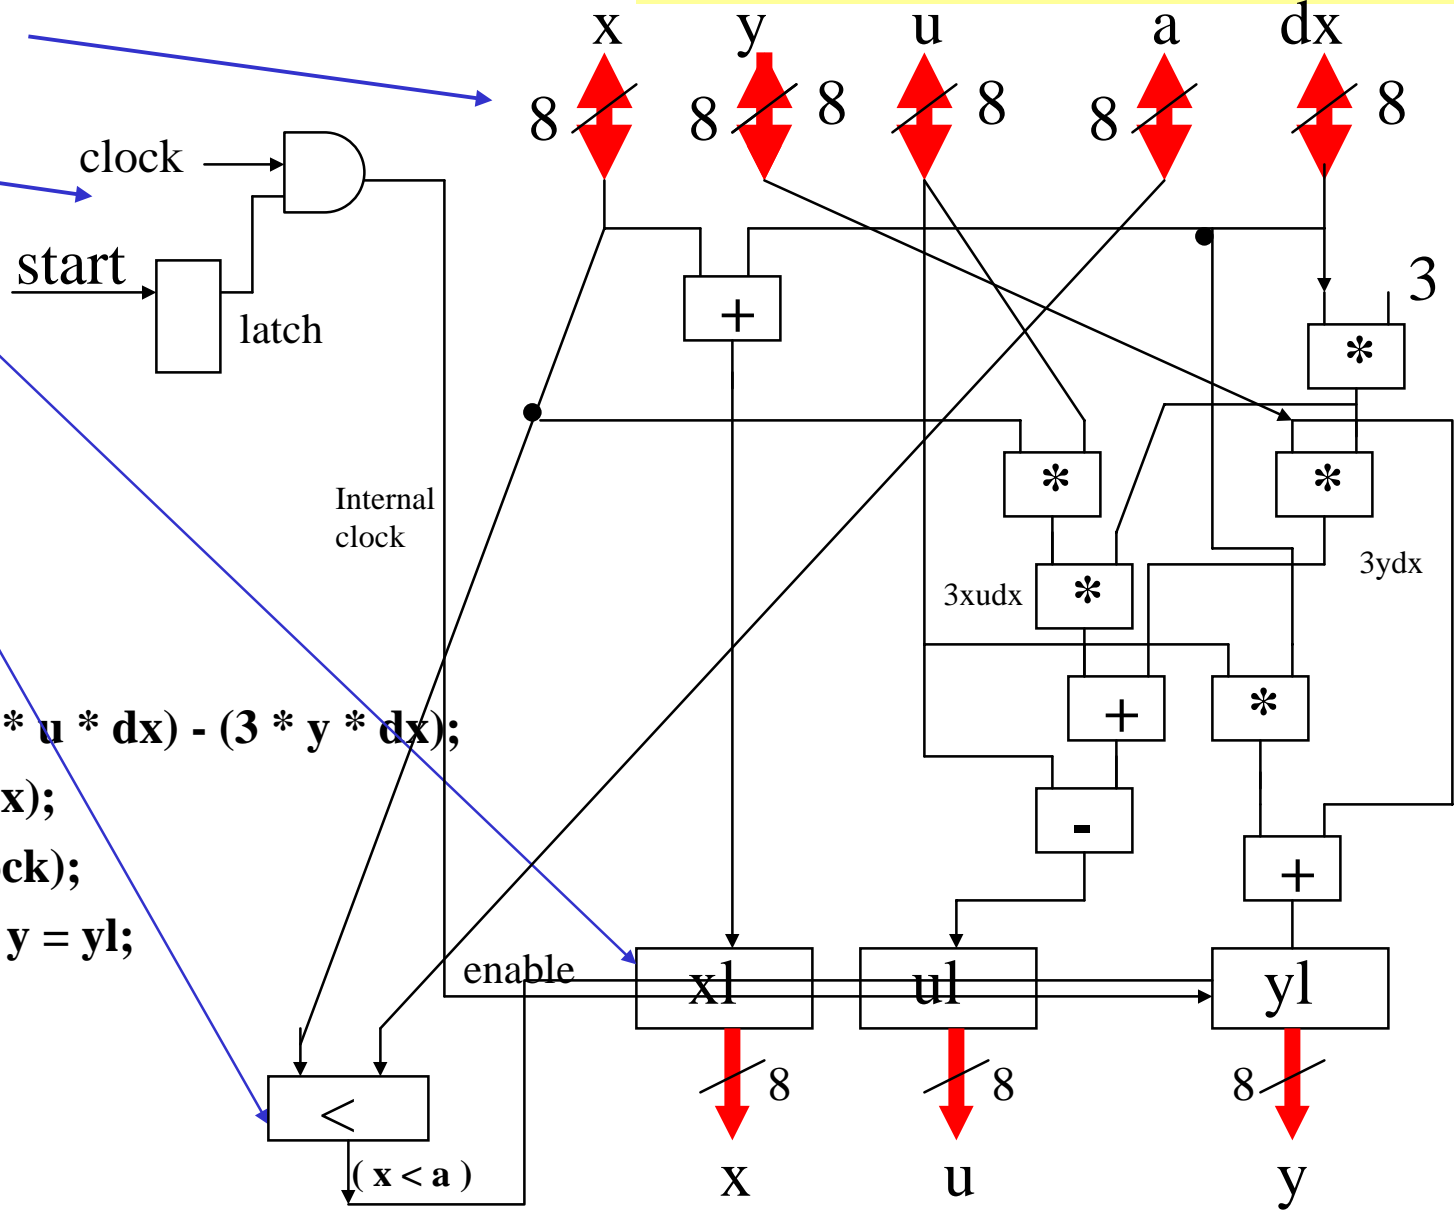 x y u a dx
8 8 8 8 8 8
clock
start
latch
3
+
*
Internal
clock
*
*
3ydx
3xudx
*
* u * dx) - (3 * y * dx);
+
*
x);
-
ck);
+
y = yl;
enable
xl ul yl
8 8 8
<
( x < a )
x u y